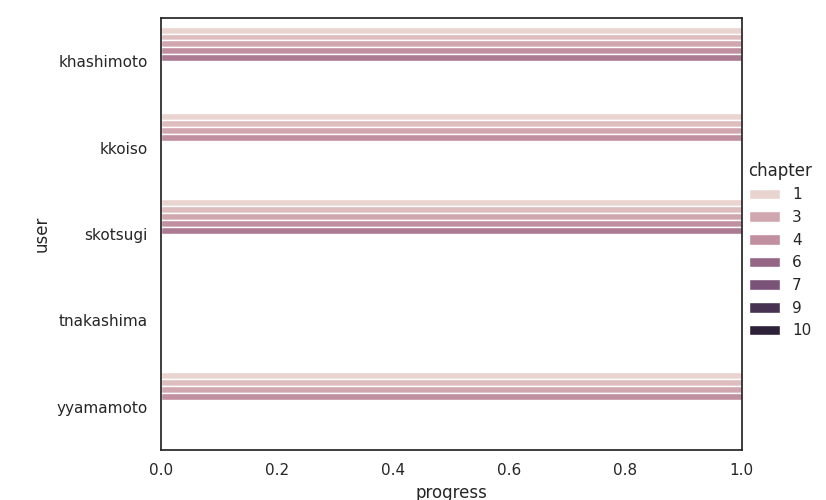 khashimoto
kkoiso
skotsugi
tnakashima
yyamamoto
user
0.0 0.2 0.4 0.6 0.8 1.0
progress
chapter
1
3
4
6
7
9
10